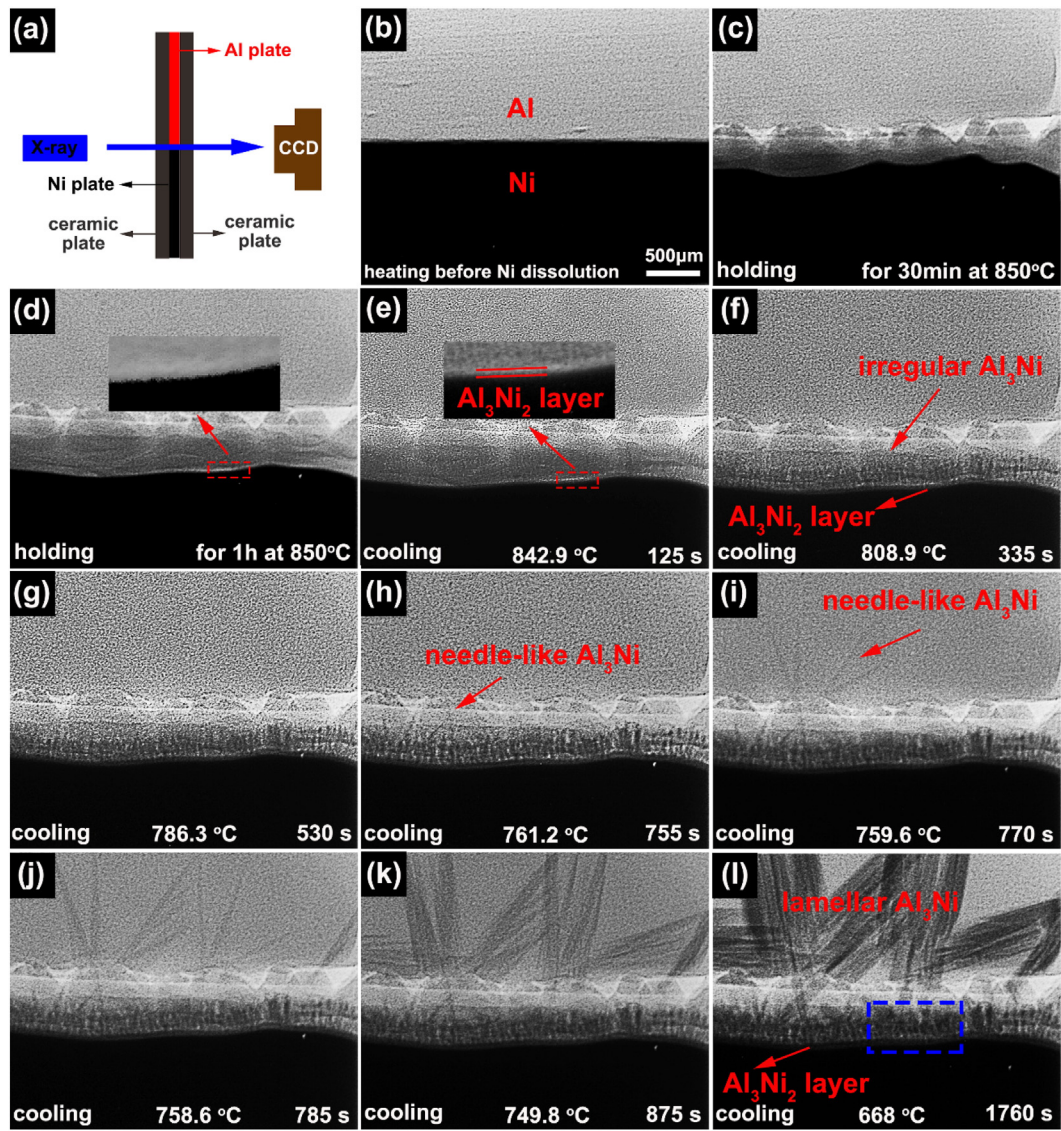 (a)
Al plate
X-ray
CCD
Ni plate
ceramic
plate
ceramic
plate
(b)
Al
Ni
500μm
heating before Ni dissolution
(c)
holding for 30min at 850°C
(d)
holding for 1h at 850°C
(e)
Al₃Ni₂ layer
cooling 842.9 °C 125 s
(f)
irregular Al₃Ni
Al₃Ni₂ layer
cooling 808.9 °C 335 s
(g)
cooling 786.3 °C 530 s
(h)
needle-like Al₃Ni
cooling 761.2 °C 755 s
(i)
needle-like Al₃Ni
cooling 759.6 °C 770 s
(j)
cooling 758.6 °C 785 s
(k)
cooling 749.8 °C 875 s
(l)
lamellar Al₃Ni
Al₃Ni₂ layer
cooling 668 °C 1760 s